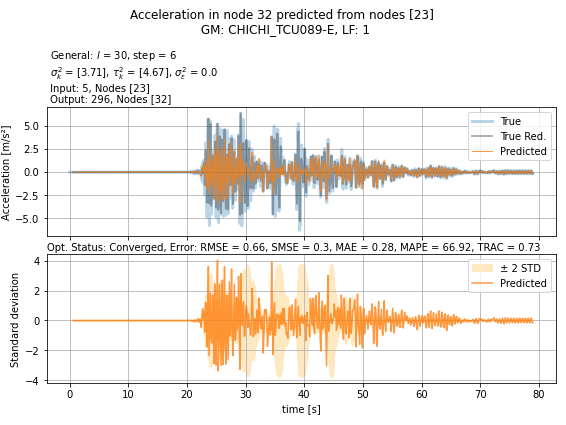 Acceleration in node 32 predicted from nodes [23]
GM: CHICHI_TCU089-E, LF: 1
General: l = 30, step = 6
σ²ₖ = [3.71], τ²ₖ = [4.67], σ²ε = 0.0
Input: 5, Nodes [23]
Output: 296, Nodes [32]
Acceleration [m/s²]
5.0
2.5
0.0
−2.5
−5.0
True
True Red.
Predicted
Opt. Status: Converged, Error: RMSE = 0.66, SMSE = 0.3, MAE = 0.28, MAPE = 66.92, TRAC = 0.73
Standard deviation
4
2
0
−2
−4
± 2 STD
Predicted
0 10 20 30 40 50 60 70 80
time [s]